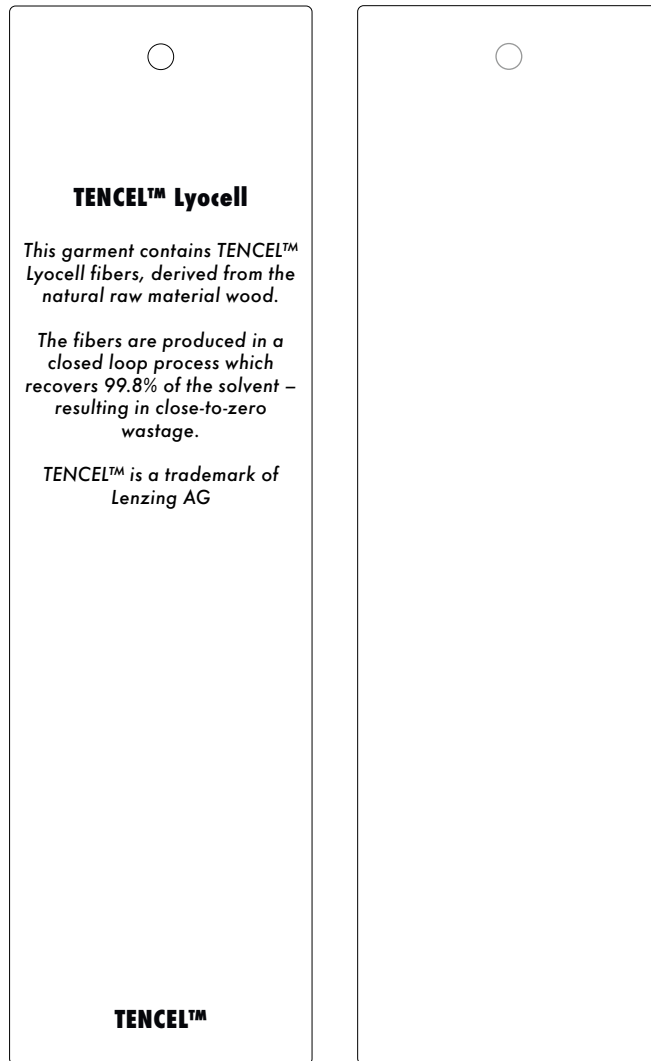 TENCEL™ Lyocell
This garment contains TENCEL™
Lyocell fibers, derived from the
natural raw material wood.
The fibers are produced in a
closed loop process which
recovers 99.8% of the solvent –
resulting in close-to-zero
wastage.
TENCEL™ is a trademark of
Lenzing AG
TENCEL™